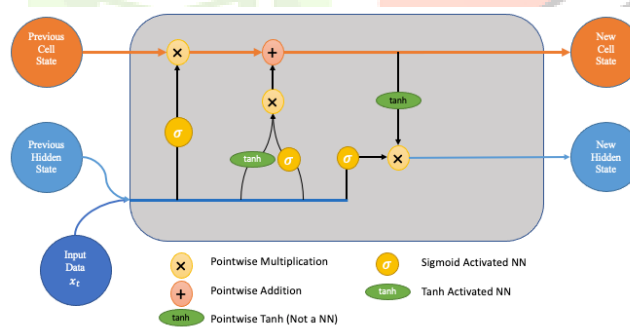 Previous
Cell
State
New
Cell
State
×
+
×
tanh
σ
tanh
σ
σ
×
Previous
Hidden
State
New
Hidden
State
Input
Data
x_t
× Pointwise Multiplication
σ Sigmoid Activated NN
+ Pointwise Addition
tanh Tanh Activated NN
tanh Pointwise Tanh (Not a NN)